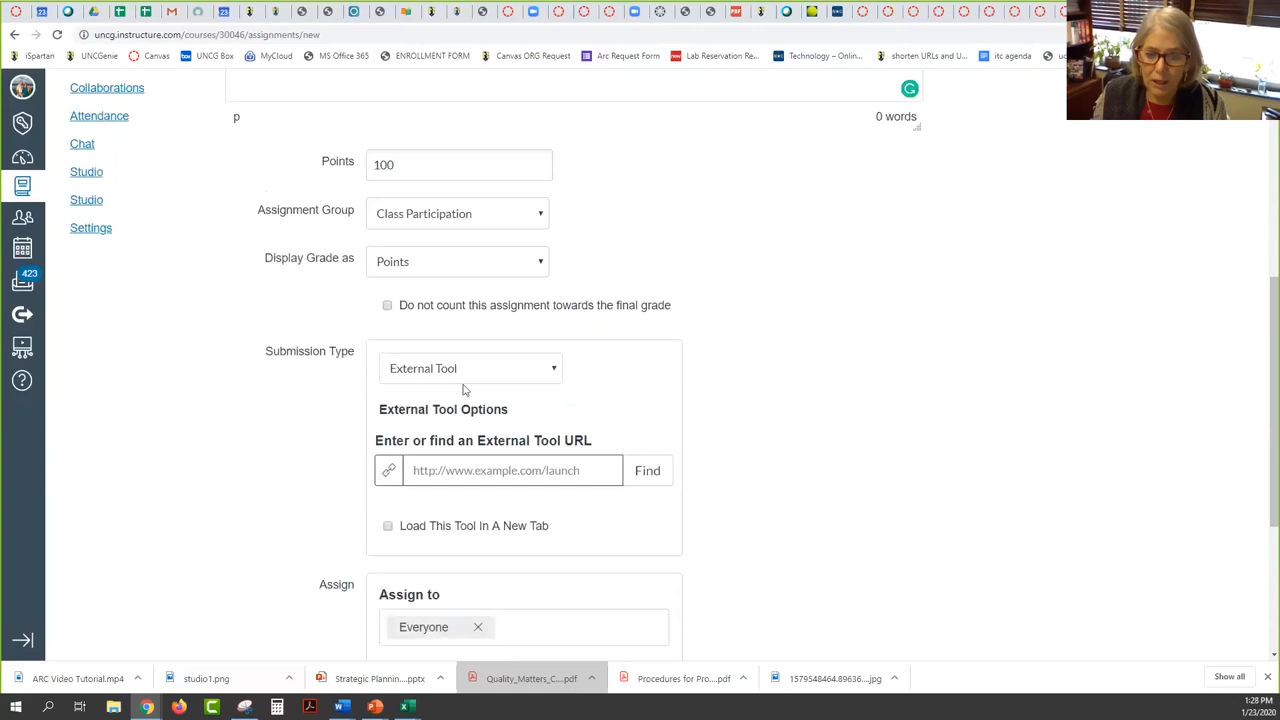 uncg.instructure.com/courses/30046/assignments/new
iSpartan UNCGenie Canvas UNCG Box MyCloud MS Office 365 ENROLLMENT FORM Canvas ORG Request Arc Request Form Lab Reservation Re... Technology – Onlin... shorten URLs and U... itc agenda
Collaborations
Attendance
p 0 words
Chat
Points 100
Studio
Studio
Assignment Group Class Participation
Settings
Display Grade as Points
423
Do not count this assignment towards the final grade
Submission Type
External Tool
External Tool Options
Enter or find an External Tool URL
http://www.example.com/launch Find
Load This Tool In A New Tab
Assign
Assign to
Everyone
ARC Video Tutorial.mp4 studio1.png Strategic Plannin....pptx Quality_Matters_C....pdf Procedures for Pro....pdf 1579548464.89636....jpg Show all
1:28 PM
1/23/2020